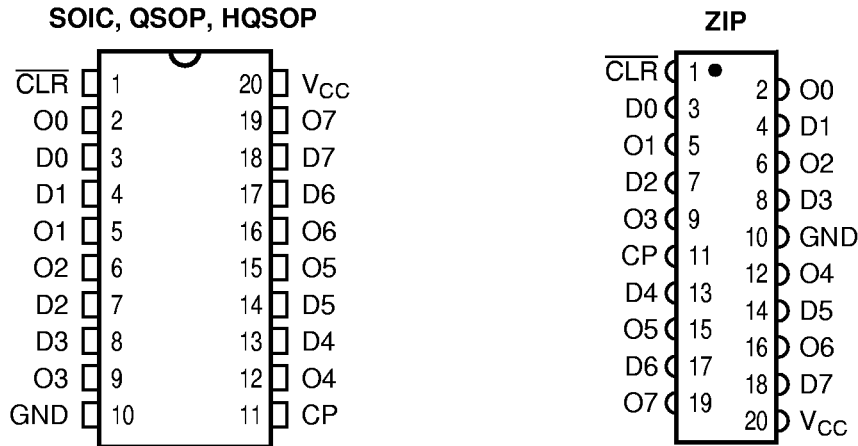 SOIC, QSOP, HQSOP
CLR 1 20 VCC
O0 2 19 O7
D0 3 18 D7
D1 4 17 D6
O1 5 16 O6
O2 6 15 O5
D2 7 14 D5
D3 8 13 D4
O3 9 12 O4
GND 10 11 CP
ZIP
CLR 1
2 O0
D0 3
4 D1
O1 5
6 O2
D2 7
8 D3
O3 9
10 GND
CP 11
12 O4
D4 13
14 D5
O5 15
16 O6
D6 17
18 D7
O7 19
20 VCC